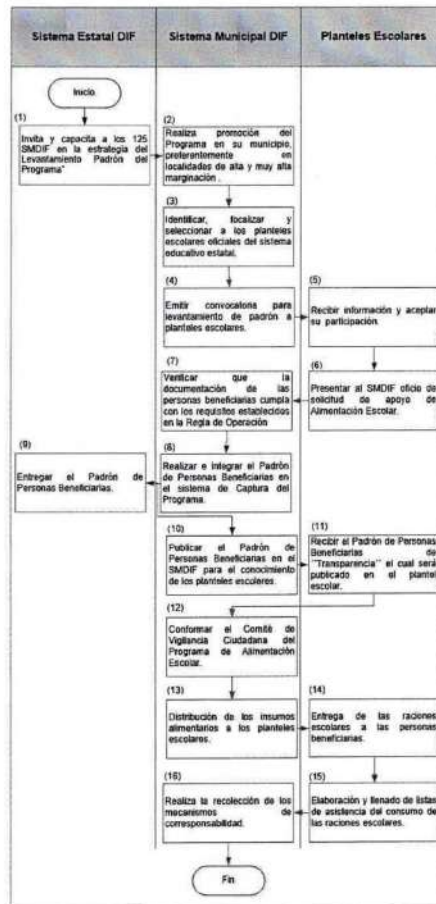 Sistema Estatal DIF
Sistema Municipal DIF
Planteles Escolares
Inicio
(1)
Invita y capacita a los 125
SMDIF en la estrategia del
Levantamiento Padrón del
Programa"
(2)
Realiza promoción del
Programa en su municipio,
preferentemente en
localidades de alta y muy alta
marginación .
(3)
Identificar, focalizar y
seleccionar a los planteles
escolares oficiales del sistema
educativo estatal.
(4)
Emitir convocatoria para
levantamiento de padrón a
planteles escolares.
(5)
Recibir información y aceptar
su participación.
(6)
Presentar al SMDIF oficio de
solicitud de apoyo de
Alimentación Escolar.
(7)
Verificar que la
documentación de las
personas beneficiarias cumpla
con los requisitos establecidos
en la Regla de Operación
(8)
Realizar e integrar el Padrón
de Personas Beneficiarias en
el sistema de Captura del
Programa.
(9)
Entregar el Padrón de
Personas Beneficiarias.
(10)
Publicar el Padrón de
Personas Beneficiarias en el
SMDIF para el conocimiento
de los planteles escolares.
(11)
Recibir el Padrón de Personas
Beneficiarias de
"Transparencia" el cual será
publicado en el plantel
escolar.
(12)
Conformar el Comité de
Vigilancia Ciudadana del
Programa de Alimentación
Escolar.
(13)
Distribución de los insumos
alimentarios a los planteles
escolares.
(14)
Entrega de las raciones
escolares a las personas
beneficiarias.
(15)
Elaboración y llenado de listas
de asistencia del consumo de
las raciones escolares.
(16)
Realiza la recolección de los
mecanismos de
corresponsabilidad.
Fin